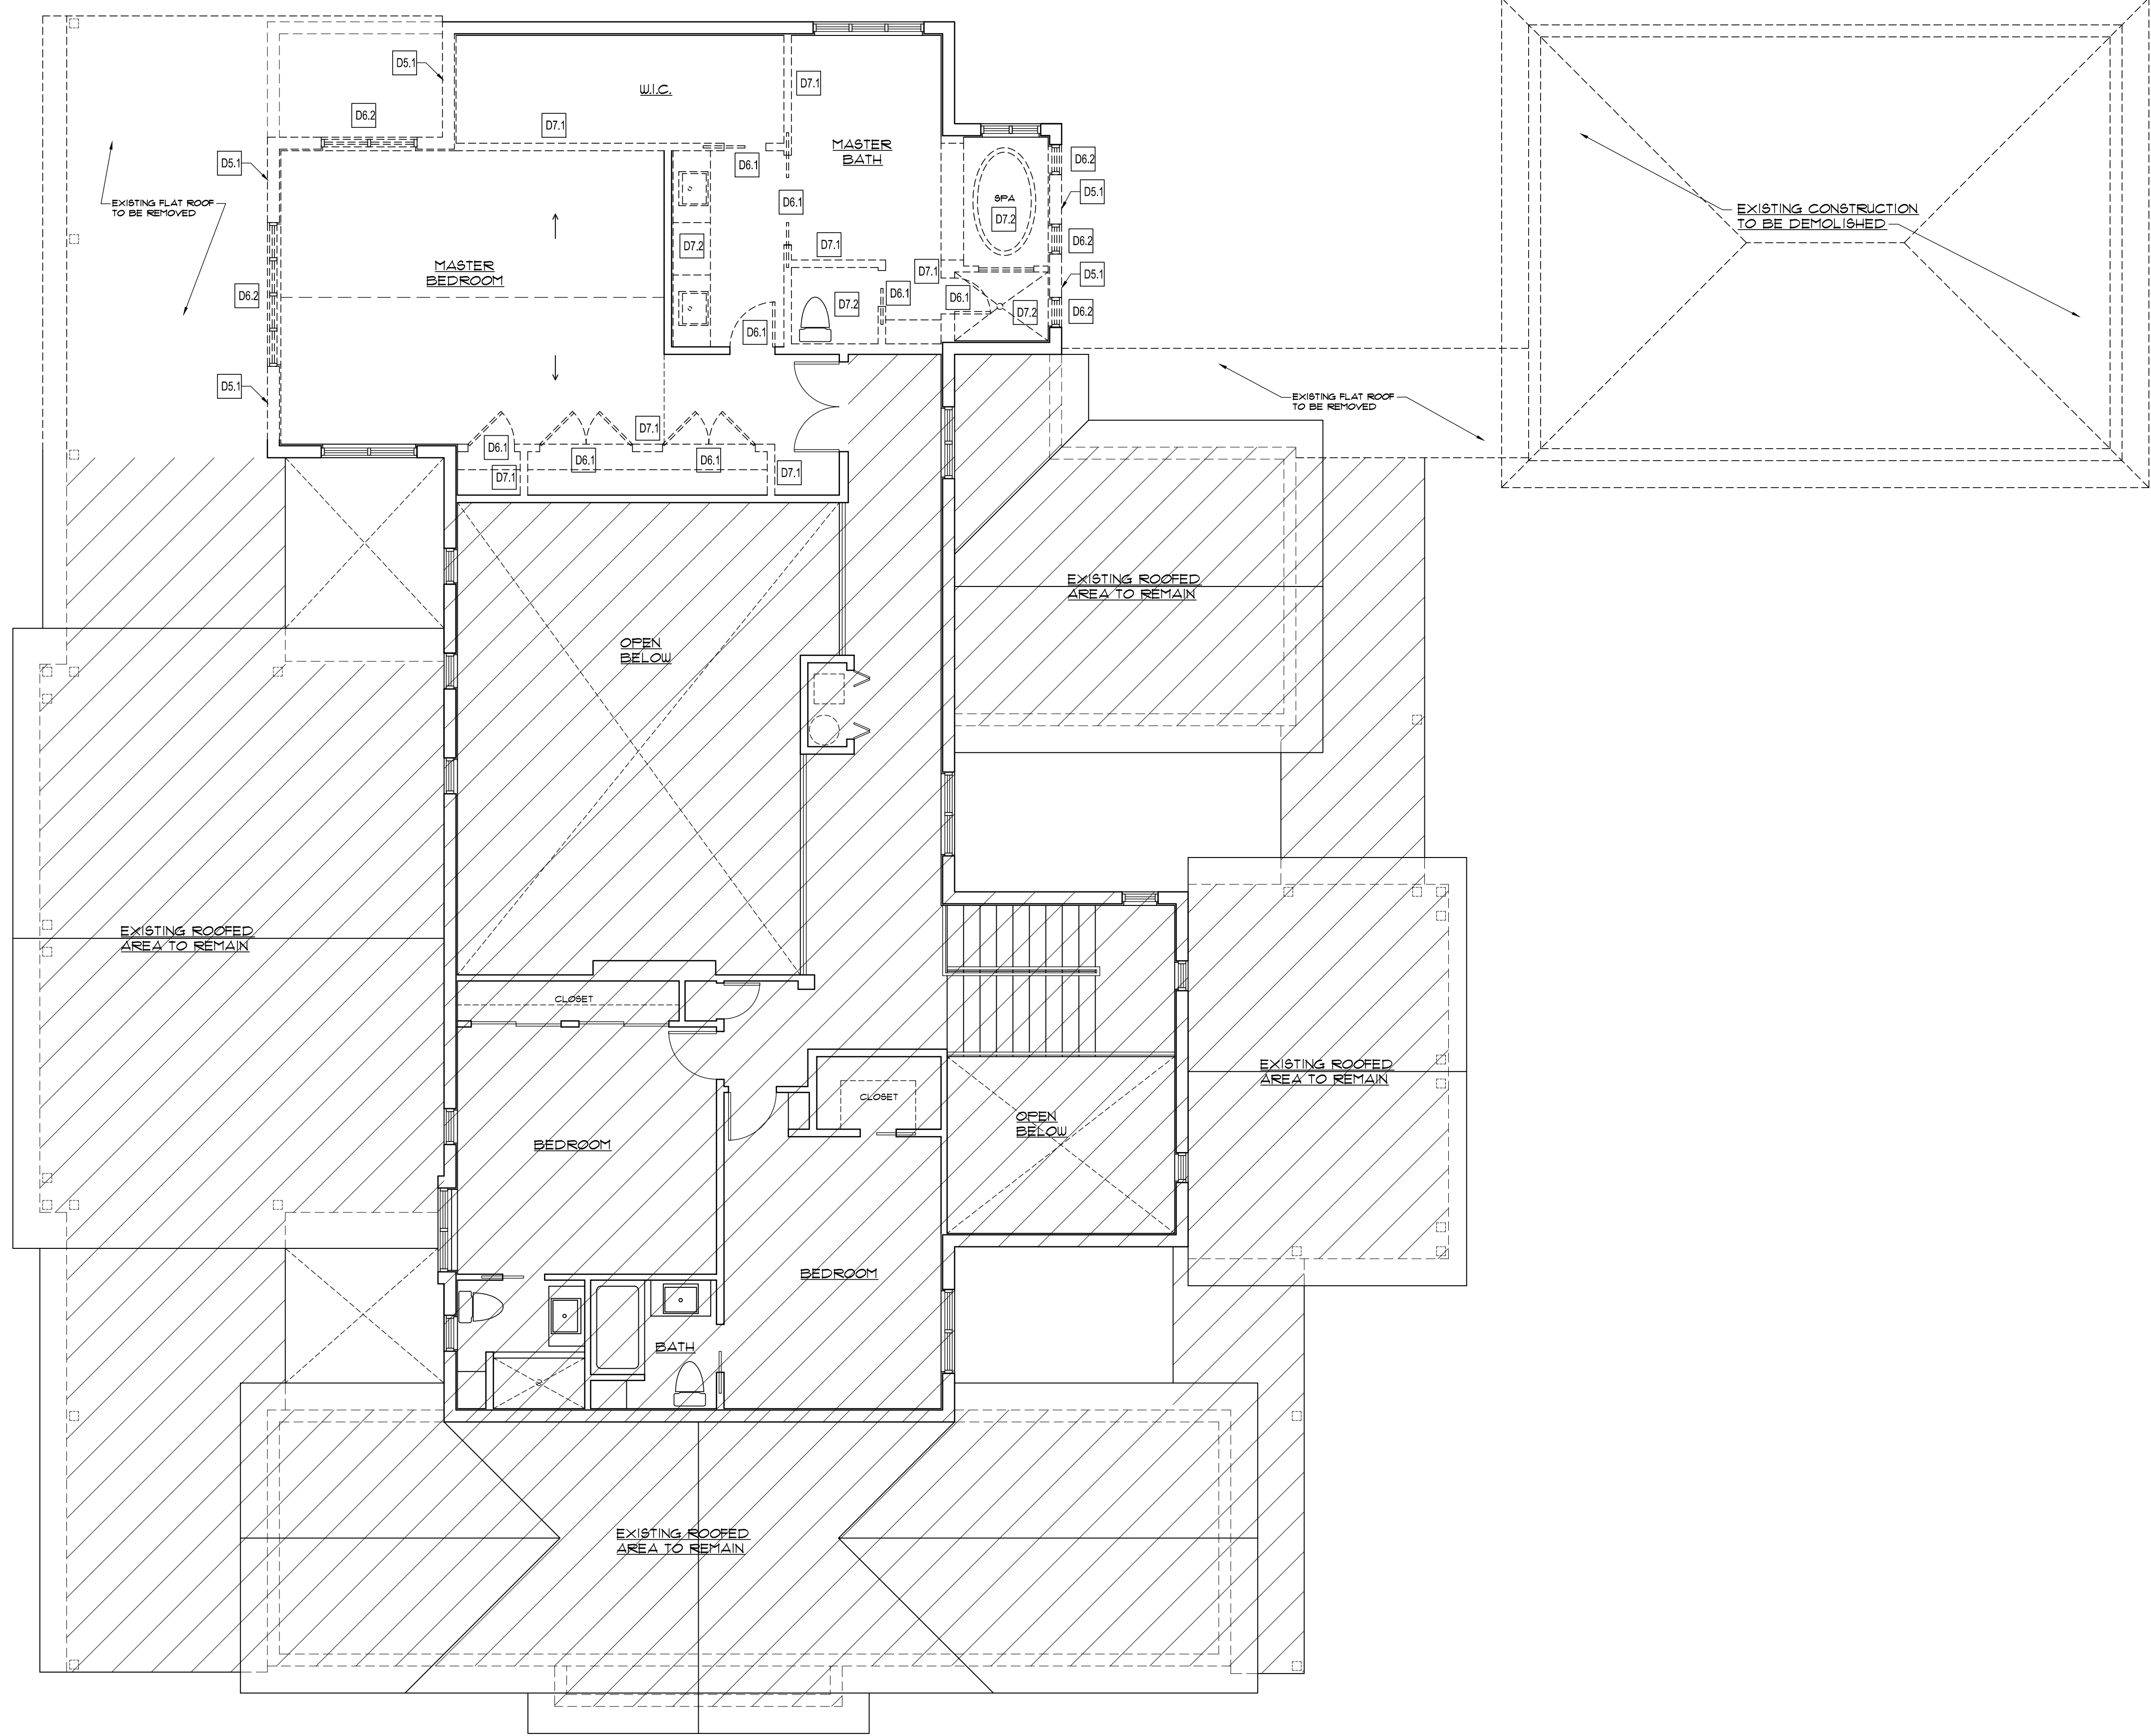 D5.1
W.I.C.
D7.1
D6.2
D7.1
MASTER
BATH
D5.1
D6.1
D6.2
D5.1
SPA
D7.2
D6.1
EXISTING FLAT ROOF
TO BE REMOVED
EXISTING CONSTRUCTION
TO BE DEMOLISHED
D7.2
D7.1
D6.2
MASTER
BEDROOM
D7.1
D5.1
D6.2
D7.2
D6.1
D6.1
D7.2
D6.2
D6.1
D5.1
EXISTING FLAT ROOF
TO BE REMOVED
D7.1
D6.1
D6.1
D6.1
D7.1
D7.1
EXISTING ROOFED
AREA TO REMAIN
OPEN
BELOW
EXISTING ROOFED
AREA TO REMAIN
CLOSET
EXISTING ROOFED
AREA TO REMAIN
CLOSET
OPEN
BELOW
BEDROOM
BEDROOM
BATH
EXISTING ROOFED
AREA TO REMAIN